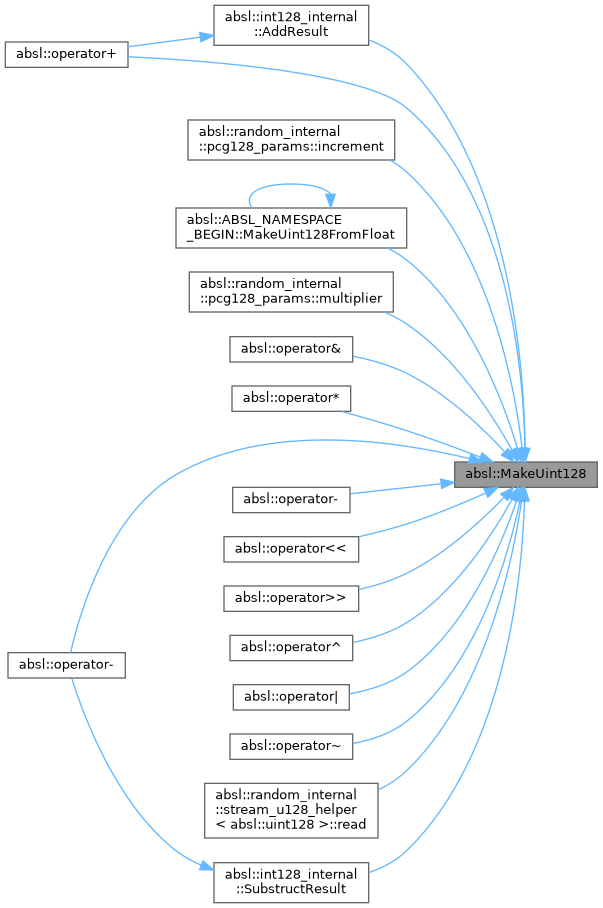 absl::int128_internal
::AddResult
absl::operator+
absl::random_internal
::pcg128_params::increment
absl::ABSL_NAMESPACE
_BEGIN::MakeUint128FromFloat
absl::random_internal
::pcg128_params::multiplier
absl::operator&
absl::operator*
absl::MakeUint128
absl::operator-
absl::operator<<
absl::operator>>
absl::operator^
absl::operator-
absl::operator|
absl::operator~
absl::random_internal
::stream_u128_helper
< absl::uint128 >::read
absl::int128_internal
::SubstructResult